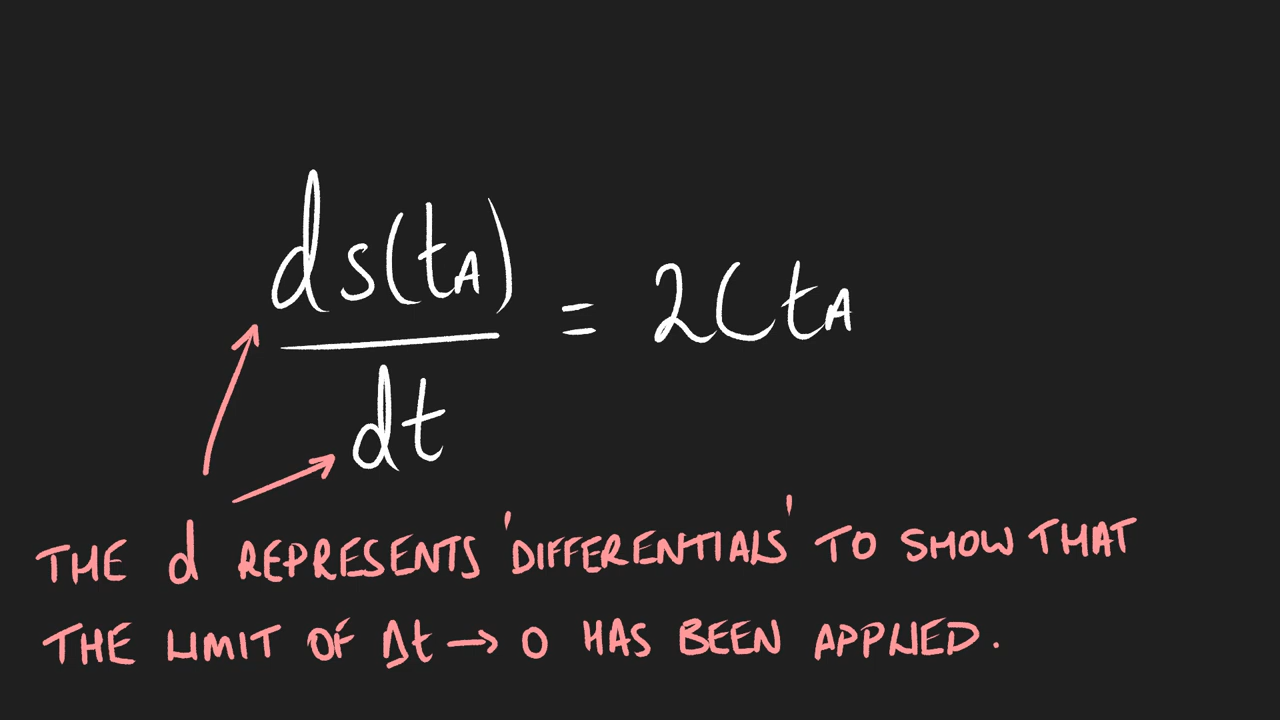 ds(tA)
dt
= 2CtA
THE d REPRESENTS 'DIFFERENTIALS' TO SHOW THAT
THE LIMIT OF Δt → 0 HAS BEEN APPLIED.